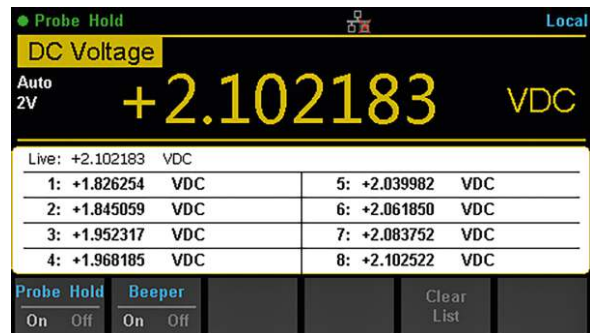 Probe Hold Local
DC Voltage
Auto
2V
+2.102183 VDC
Live: +2.102183 VDC
1: +1.826254 VDC
2: +1.845059 VDC
3: +1.952317 VDC
4: +1.968185 VDC
5: +2.039982 VDC
6: +2.061850 VDC
7: +2.083752 VDC
8: +2.102522 VDC
Probe Hold
On Off
Beeper
On Off
Clear
List